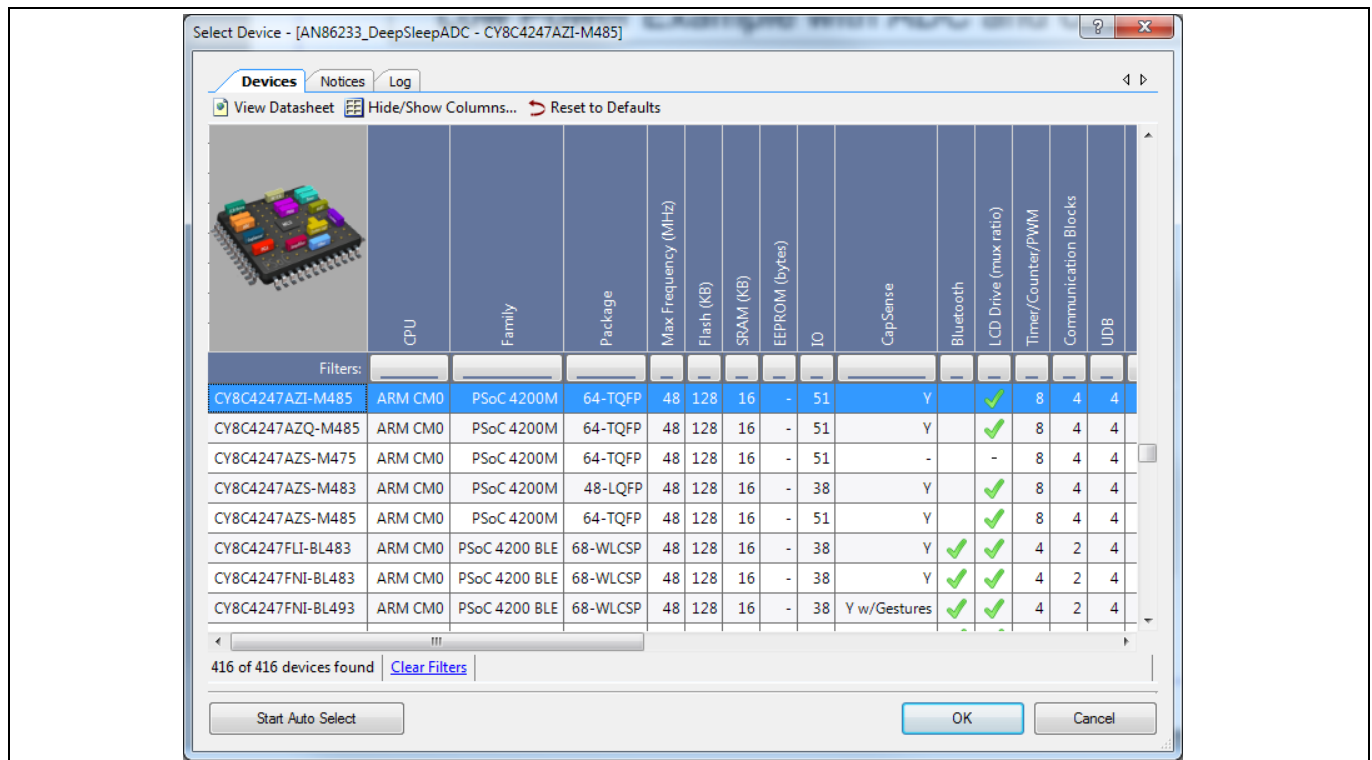 Low Power Example with ADC and
Select Device - [AN86233_DeepSleepADC - CY8C4247AZI-M485]
Devices Notices Log
View Datasheet Hide/Show Columns... Reset to Defaults
CPU Family Package Max Frequency (MHz) Flash (KB) SRAM (KB) EEPROM (bytes) IO CapSense Bluetooth LCD Drive (mux ratio) Timer/Counter/PWM Communication Blocks UDB
Filters:
CY8C4247AZI-M485 ARM CM0 PSoC 4200M 64-TQFP 48 128 16 - 51 Y 8 4 4
CY8C4247AZQ-M485 ARM CM0 PSoC 4200M 64-TQFP 48 128 16 - 51 Y 8 4 4
CY8C4247AZS-M475 ARM CM0 PSoC 4200M 64-TQFP 48 128 16 - 51 - - 8 4 4
CY8C4247AZS-M483 ARM CM0 PSoC 4200M 48-LQFP 48 128 16 - 38 Y 8 4 4
CY8C4247AZS-M485 ARM CM0 PSoC 4200M 64-TQFP 48 128 16 - 51 Y 8 4 4
CY8C4247FLI-BL483 ARM CM0 PSoC 4200 BLE 68-WLCSP 48 128 16 - 38 Y 4 2 4
CY8C4247FNI-BL483 ARM CM0 PSoC 4200 BLE 68-WLCSP 48 128 16 - 38 Y 4 2 4
CY8C4247FNI-BL493 ARM CM0 PSoC 4200 BLE 68-WLCSP 48 128 16 - 38 Y w/Gestures 4 2 4
416 of 416 devices found Clear Filters
Start Auto Select OK Cancel